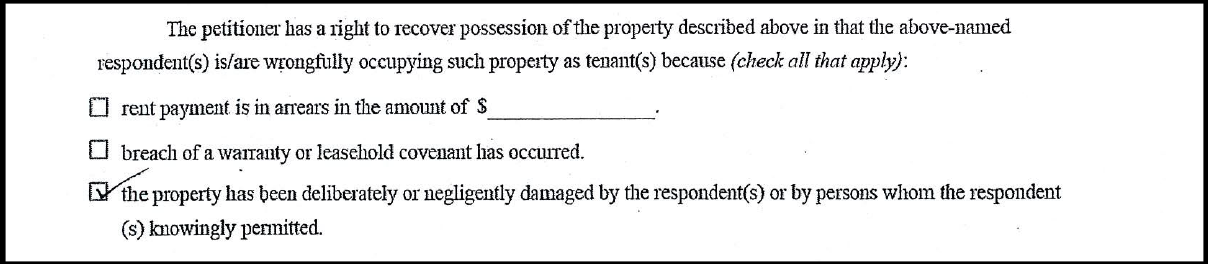 The petitioner has a right to recover possession of the property described above in that the above-named
respondent(s) is/are wrongfully occupying such property as tenant(s) because (check all that apply):
☐ rent payment is in arrears in the amount of $____________.
☐ breach of a warranty or leasehold covenant has occurred.
☑ the property has been deliberately or negligently damaged by the respondent(s) or by persons whom the respondent
(s) knowingly permitted.